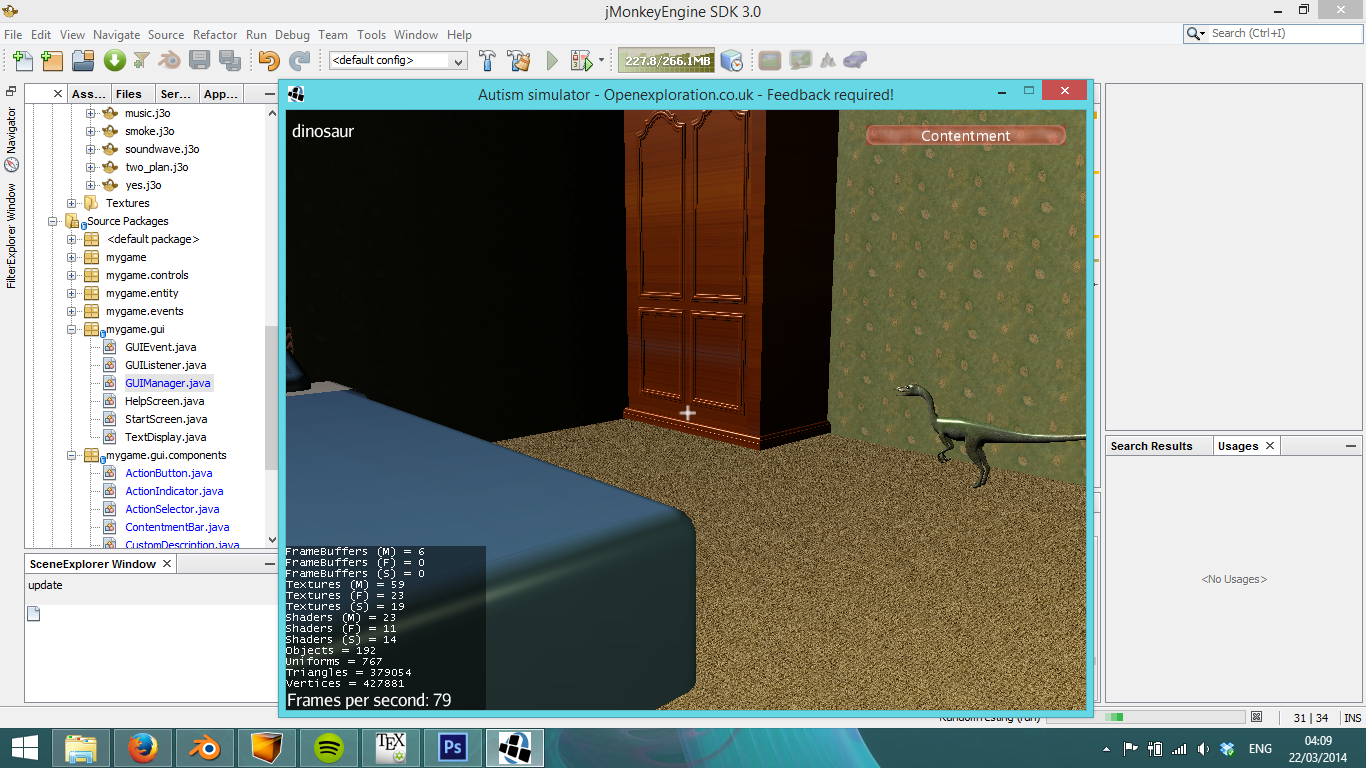 jMonkeyEngine SDK 3.0
File Edit View Navigate Source Refactor Run Debug Team Tools Window Help
Search (Ctrl+I)
<default config>
227.8/266.1MB
Ass... Files Ser... App...
Navigator
FilterExplorer Window
music.j3o
smoke.j3o
soundwave.j3o
two_plan.j3o
yes.j3o
Textures
Source Packages
<default package>
mygame
mygame.controls
mygame.entity
mygame.events
mygame.gui
GUIEvent.java
GUIListener.java
GUIManager.java
HelpScreen.java
StartScreen.java
TextDisplay.java
mygame.gui.components
ActionButton.java
ActionIndicator.java
ActionSelector.java
ContentmentBar.java
CustomDescription.java
SceneExplorer Window
update
Autism simulator - Openexploration.co.uk - Feedback required!
dinosaur
Contentment
FrameBuffers (M) = 6
FrameBuffers (F) = 0
FrameBuffers (S) = 0
Textures (M) = 59
Textures (F) = 23
Textures (S) = 19
Shaders (M) = 23
Shaders (F) = 11
Shaders (S) = 14
Objects = 192
Uniforms = 767
Triangles = 379054
Vertices = 427881
Frames per second: 79
Search Results Usages
<No Usages>
RandomTesting (run)
31 | 34 INS
TEX
Ps
ENG
04:09
22/03/2014